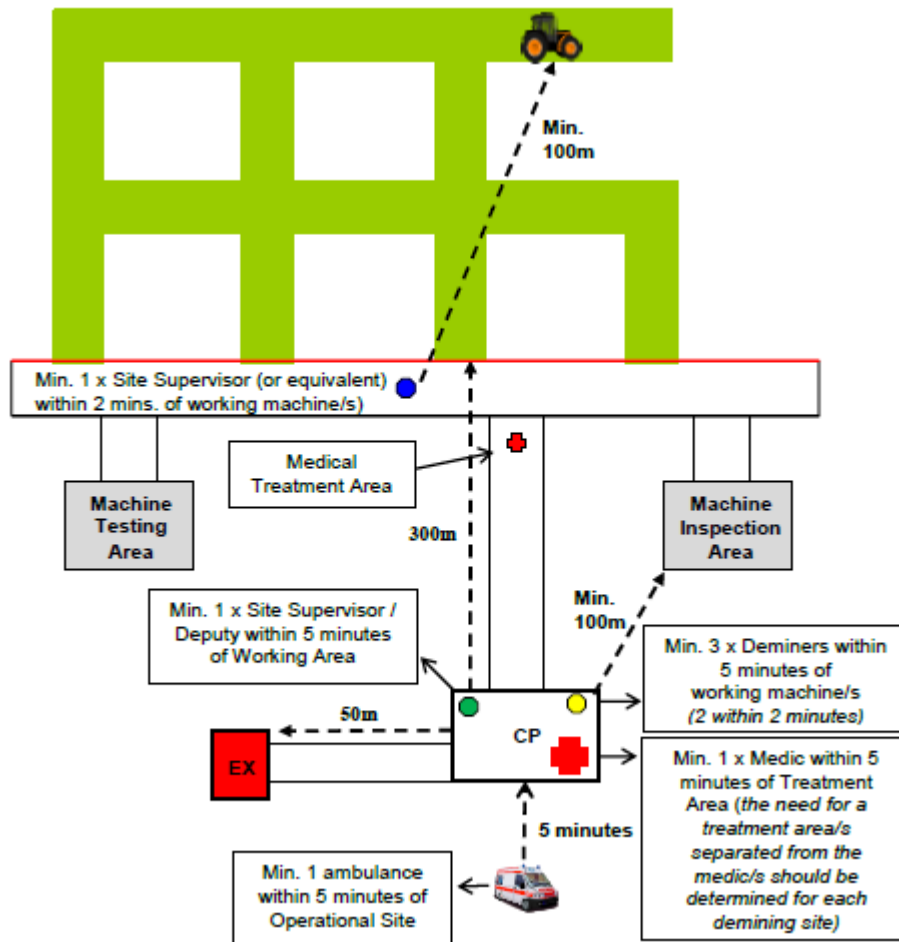 Min.
100m
Min. 1 x Site Supervisor (or equivalent)
within 2 mins. of working machine/s)
Medical
Treatment Area
Machine
Testing
Area
Machine
Inspection
Area
300m
Min.
100m
Min. 1 x Site Supervisor /
Deputy within 5 minutes
of Working Area
Min. 3 x Deminers within
5 minutes of
working machine/s
(2 within 2 minutes)
50m
CP
EX
Min. 1 x Medic within 5
minutes of Treatment
Area (the need for a
treatment area/s
separated from the
medic/s should be
determined for each
demining site)
5 minutes
Min. 1 ambulance
within 5 minutes of
Operational Site